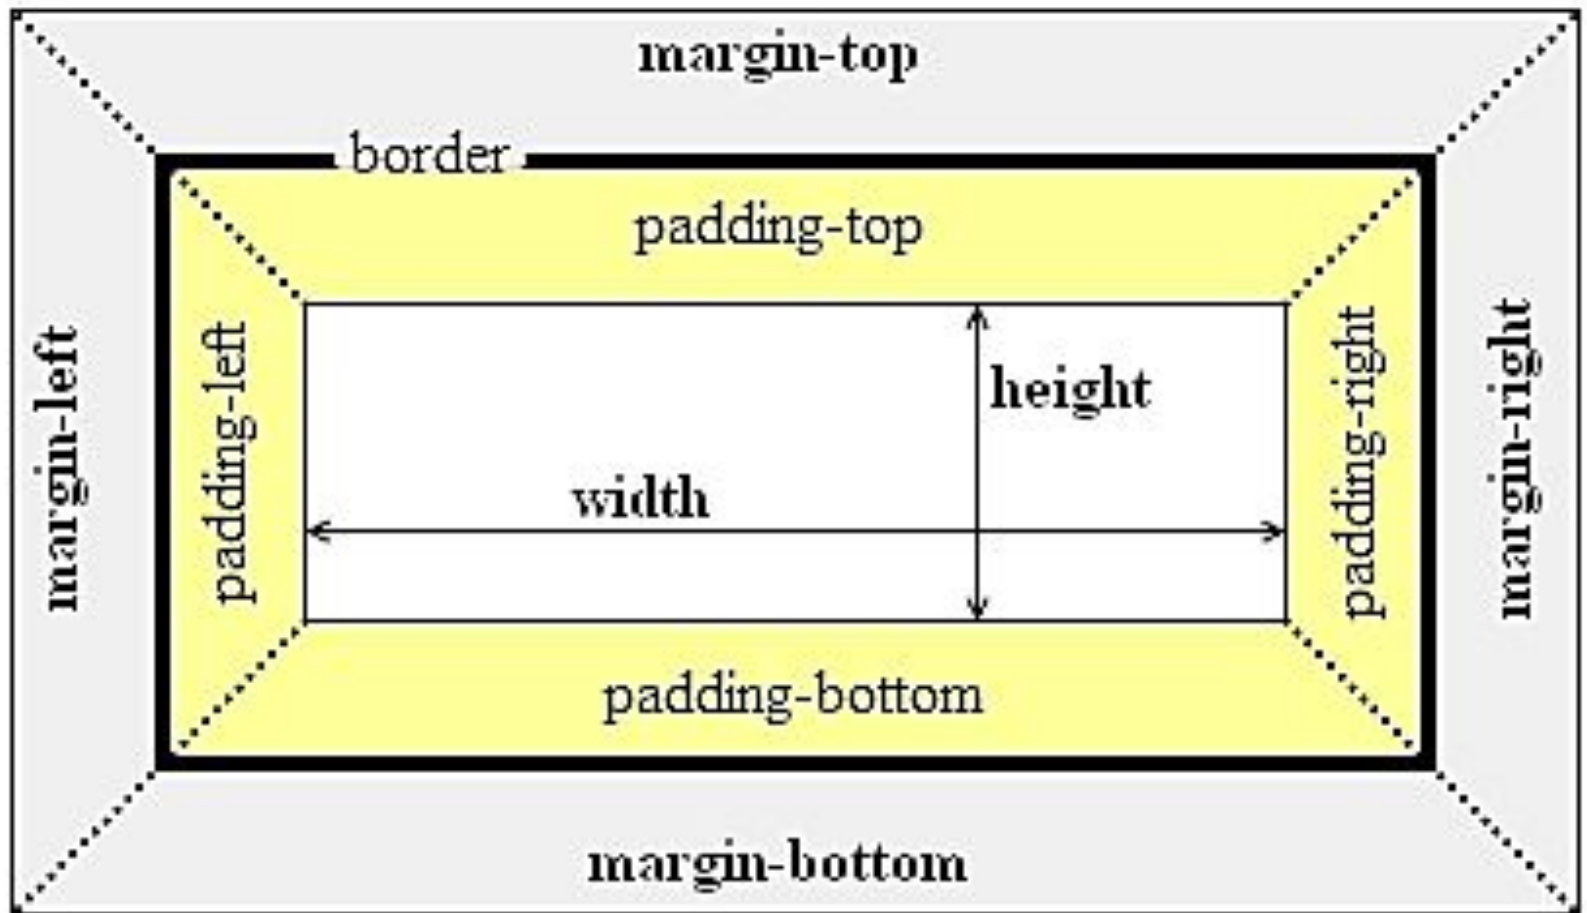 margin-top
border
padding-top
margin-left
padding-left
height
width
padding-right
margin-right
padding-bottom
margin-bottom